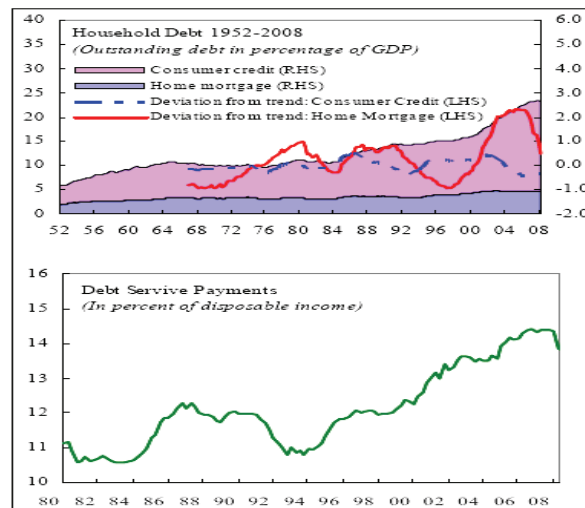 Household Debt 1952-2008
(Outstanding debt in percentage of GDP)
Consumer credit (RHS)
Home mortgage (RHS)
Deviation from trend: Consumer Credit (LHS)
Deviation from trend: Home Mortgage (LHS)
40
35
30
25
20
15
10
5
0
6.0
5.0
4.0
3.0
2.0
1.0
0.0
-1.0
-2.0
52 56 60 64 68 72 76 80 84 88 92 96 00 04 08
Debt Servive Payments
(In percent of disposable income)
16
15
14
13
12
11
10
80 82 84 86 88 90 92 94 96 98 00 02 04 06 08